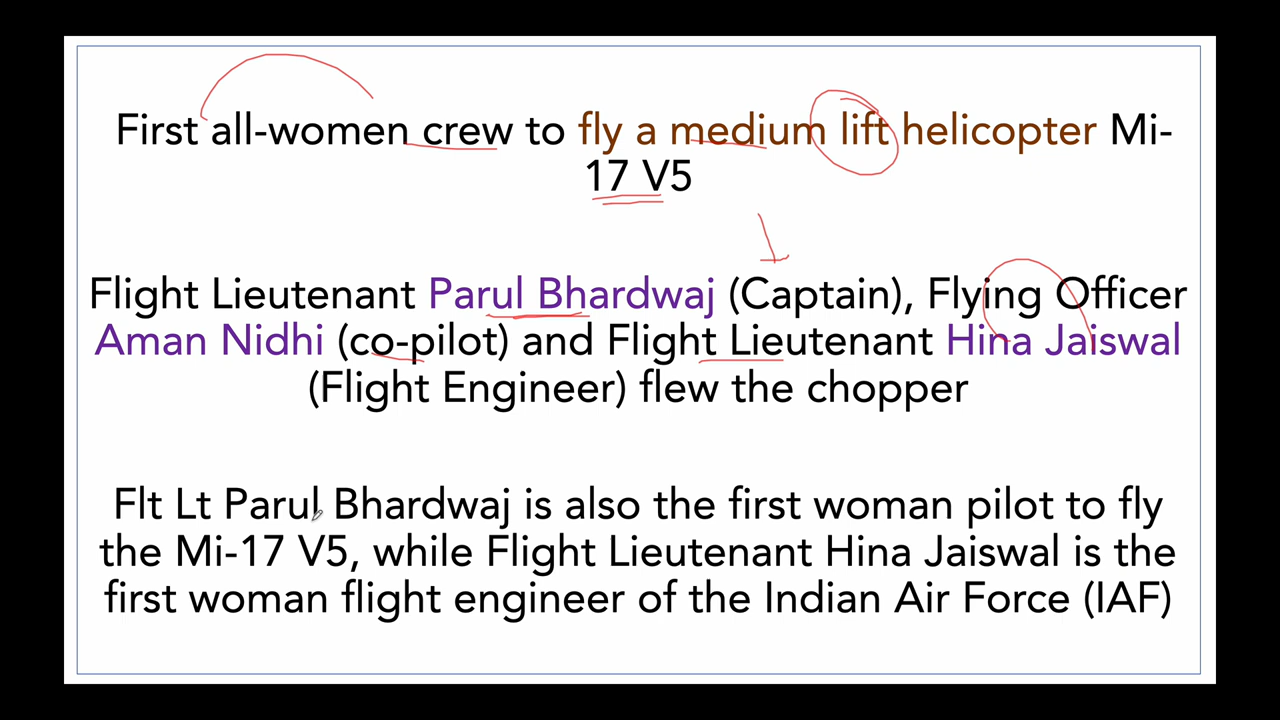 First all-women crew to fly a medium lift helicopter Mi-
17 V5
Flight Lieutenant Parul Bhardwaj (Captain), Flying Officer
Aman Nidhi (co-pilot) and Flight Lieutenant Hina Jaiswal
(Flight Engineer) flew the chopper
Flt Lt Parul Bhardwaj is also the first woman pilot to fly
the Mi-17 V5, while Flight Lieutenant Hina Jaiswal is the
first woman flight engineer of the Indian Air Force (IAF)